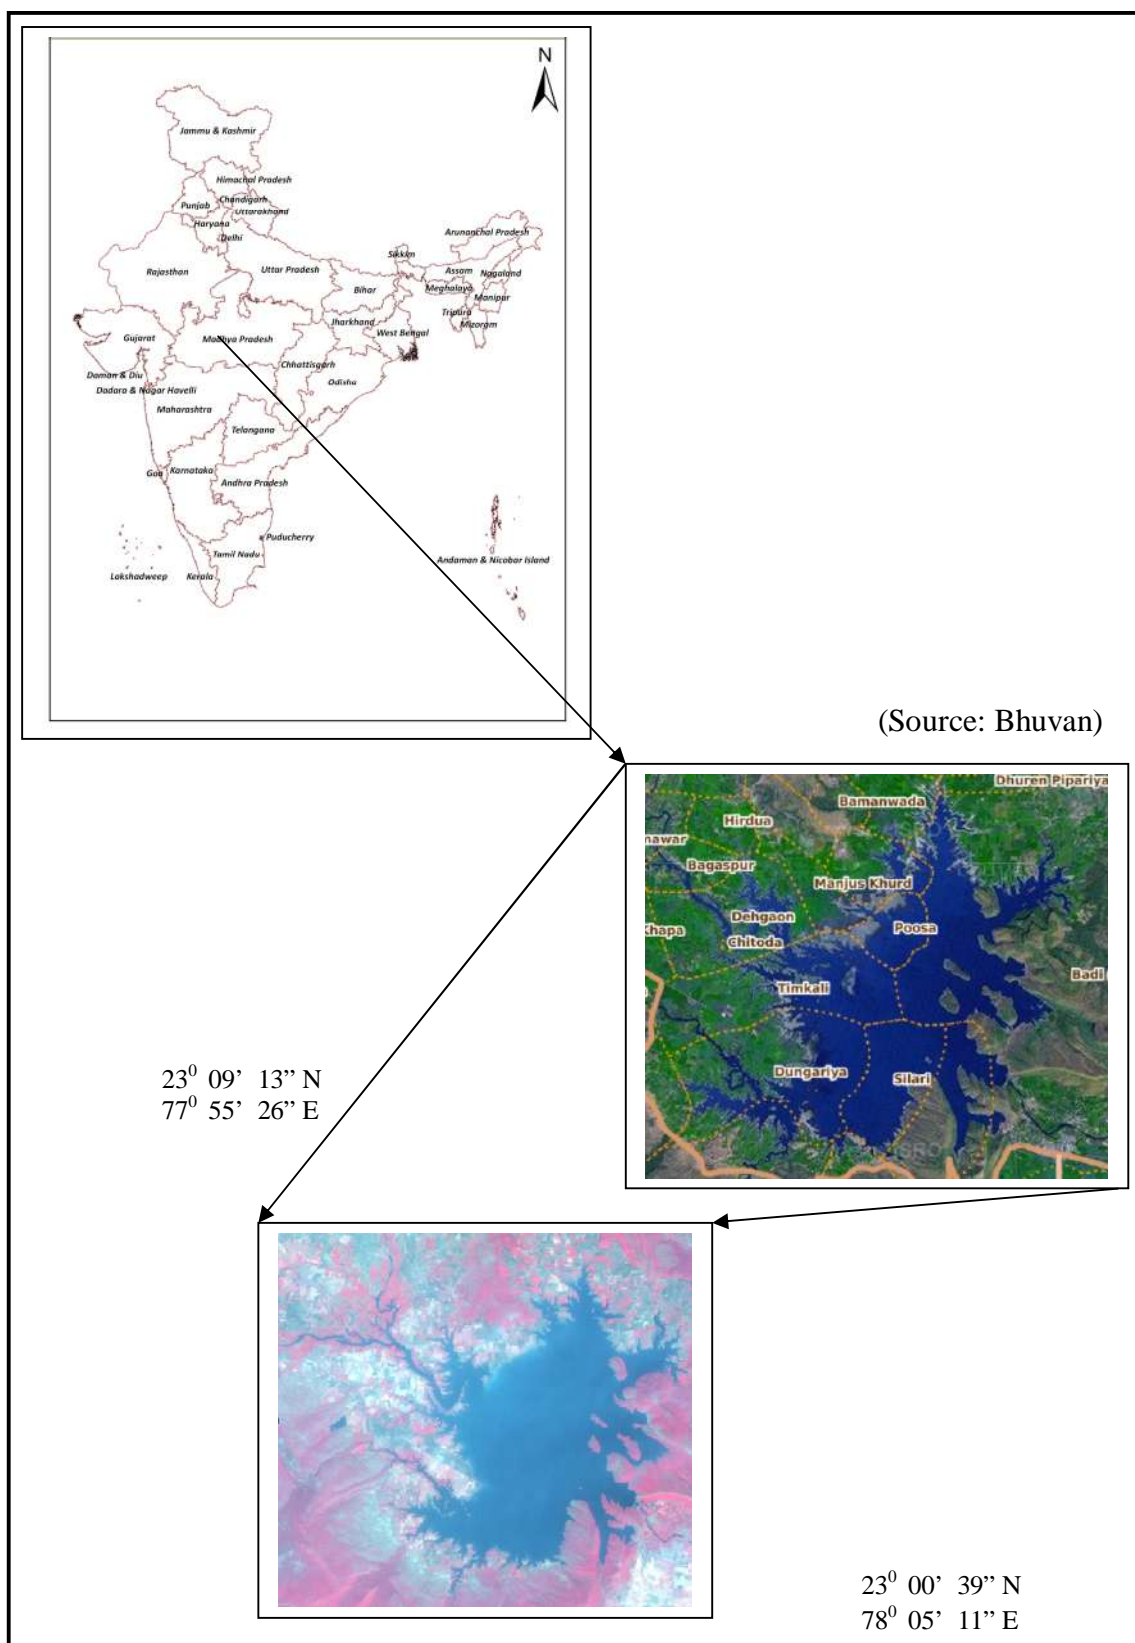 N
Jammu & Kashmir
Himachal Pradesh
Chandigarh
Punjab
Uttarakhand
Haryana
Delhi
Arunanchal Pradesh
Sikkim
Rajasthan
Uttar Pradesh
Assam
Nagaland
Bihar
Meghalaya
Manipur
Tripura
Mizoram
Jharkhand
West Bengal
Gujarat
Madhya Pradesh
Chhattisgarh
Daman & Diu
Odisha
Dadara & Nagar Havelli
Maharashtra
Telangana
Goa
Karnataka
Andhra Pradesh
Puducherry
Tamil Nadu
Andaman & Nicobar Island
Lakshadweep
Kerala
(Source: Bhuvan)
Dhuren Pipariya
Bamanwada
Hirdua
nawar
Bagaspur
Manjus Khurd
Dehgaon
Khapa
Poosa
Chitoda
Badi
Timkali
Dungariya
Silari
ISRO
23⁰ 09’ 13” N
77⁰ 55’ 26” E
23⁰ 00’ 39” N
78⁰ 05’ 11” E